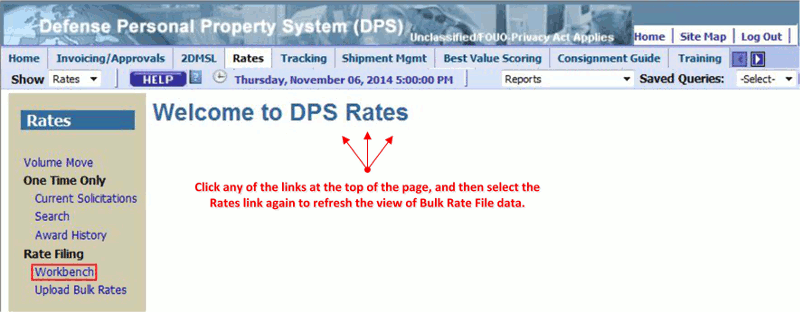 Defense Personal Property System (DPS)
Unclassified/FOUO-Privacy Act Applies
Home | Site Map | Log Out |
Home Invoicing/Approvals 2DMSL Rates Tracking Shipment Mgmt Best Value Scoring Consignment Guide Training
Show Rates HELP ? Thursday, November 06, 2014 5:00:00 PM Reports Saved Queries: -Select-
Rates
Welcome to DPS Rates
Volume Move
One Time Only
Current Solicitations
Search
Award History
Rate Filing
Workbench
Upload Bulk Rates
Click any of the links at the top of the page, and then select the
Rates link again to refresh the view of Bulk Rate File data.